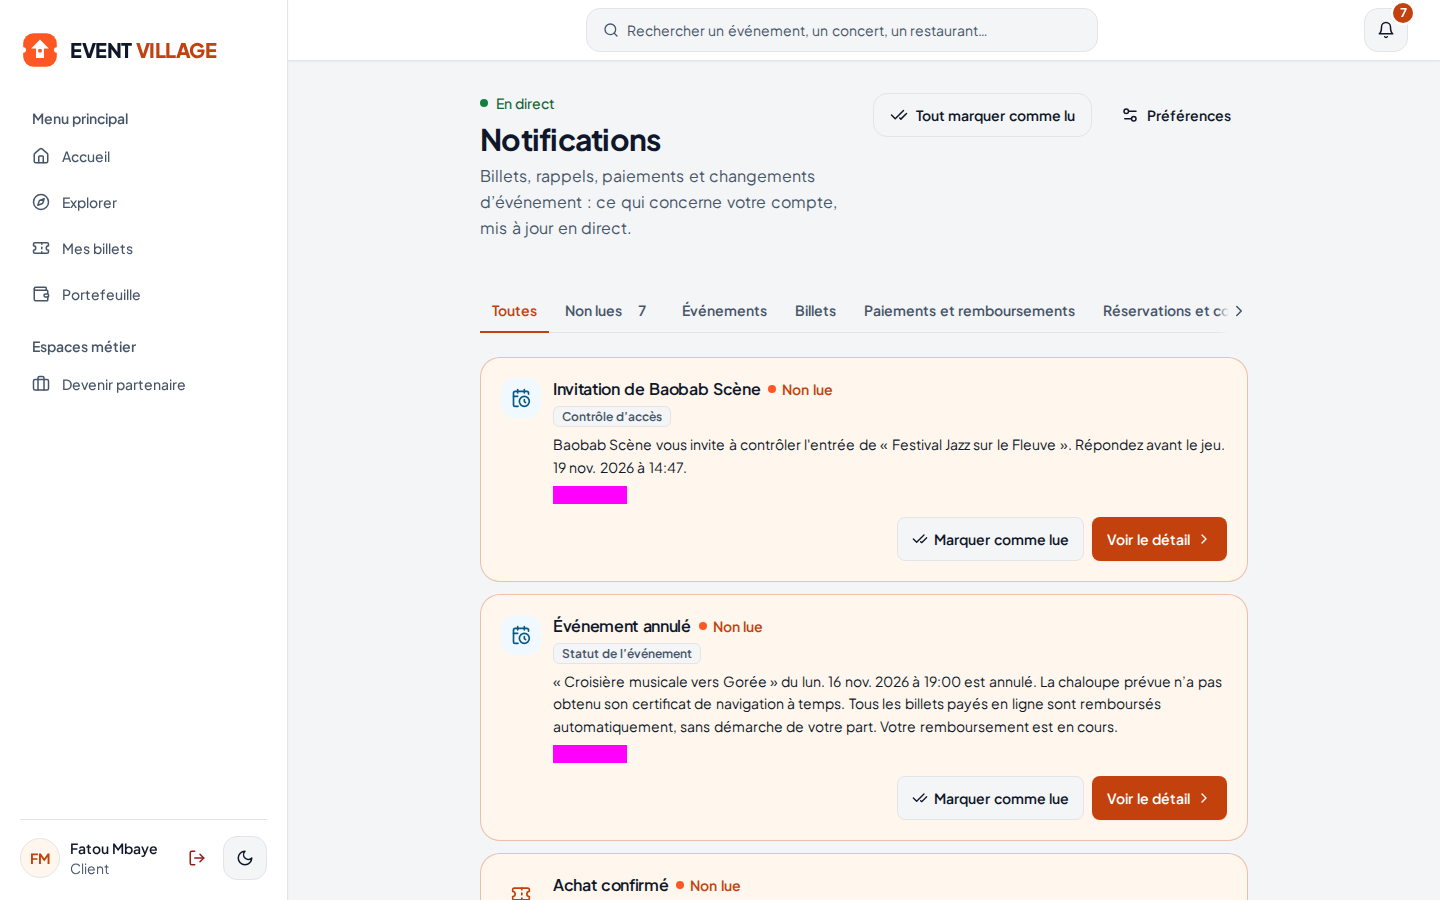 EVENT VILLAGE
Menu principal
Accueil
Explorer
Mes billets
Portefeuille
Espaces métier
Devenir partenaire
FM
Fatou Mbaye
Client
Rechercher un événement, un concert, un restaurant…
7
En direct
Notifications
Billets, rappels, paiements et changements
d’événement : ce qui concerne votre compte,
mis à jour en direct.
Tout marquer comme lu
Préférences
Toutes
Non lues 7
Événements
Billets
Paiements et remboursements
Réservations et
Invitation de Baobab Scène
Non lue
Contrôle d’accès
Baobab Scène vous invite à contrôler l'entrée de « Festival Jazz sur le Fleuve ». Répondez avant le jeu.
19 nov. 2026 à 14:47.
Marquer comme lue
Voir le détail
Événement annulé
Non lue
Statut de l’événement
« Croisière musicale vers Gorée » du lun. 16 nov. 2026 à 19:00 est annulé. La chaloupe prévue n’a pas
obtenu son certificat de navigation à temps. Tous les billets payés en ligne sont remboursés
automatiquement, sans démarche de votre part. Votre remboursement est en cours.
Marquer comme lue
Voir le détail
Achat confirmé
Non lue